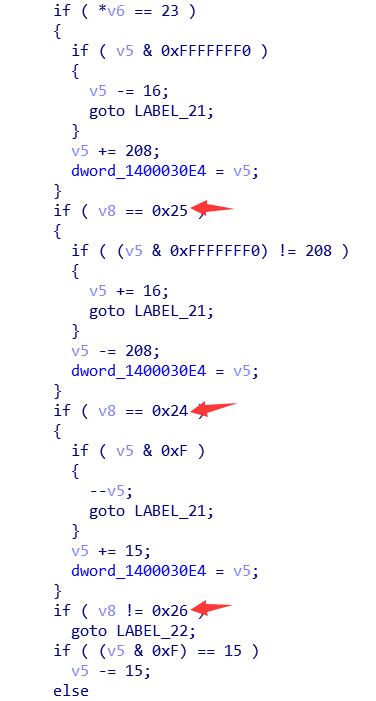 if ( *v6 == 23 )
{
if ( v5 & 0xFFFFFFF0 )
{
v5 -= 16;
goto LABEL_21;
}
v5 += 208;
dword_1400030E4 = v5;
}
if ( v8 == 0x25 )
{
if ( (v5 & 0xFFFFFFF0) != 208 )
{
v5 += 16;
goto LABEL_21;
}
v5 -= 208;
dword_1400030E4 = v5;
}
if ( v8 == 0x24 )
{
if ( v5 & 0xF )
{
--v5;
goto LABEL_21;
}
v5 += 15;
dword_1400030E4 = v5;
}
if ( v8 != 0x26 )
goto LABEL_22;
if ( (v5 & 0xF) == 15 )
v5 -= 15;
else